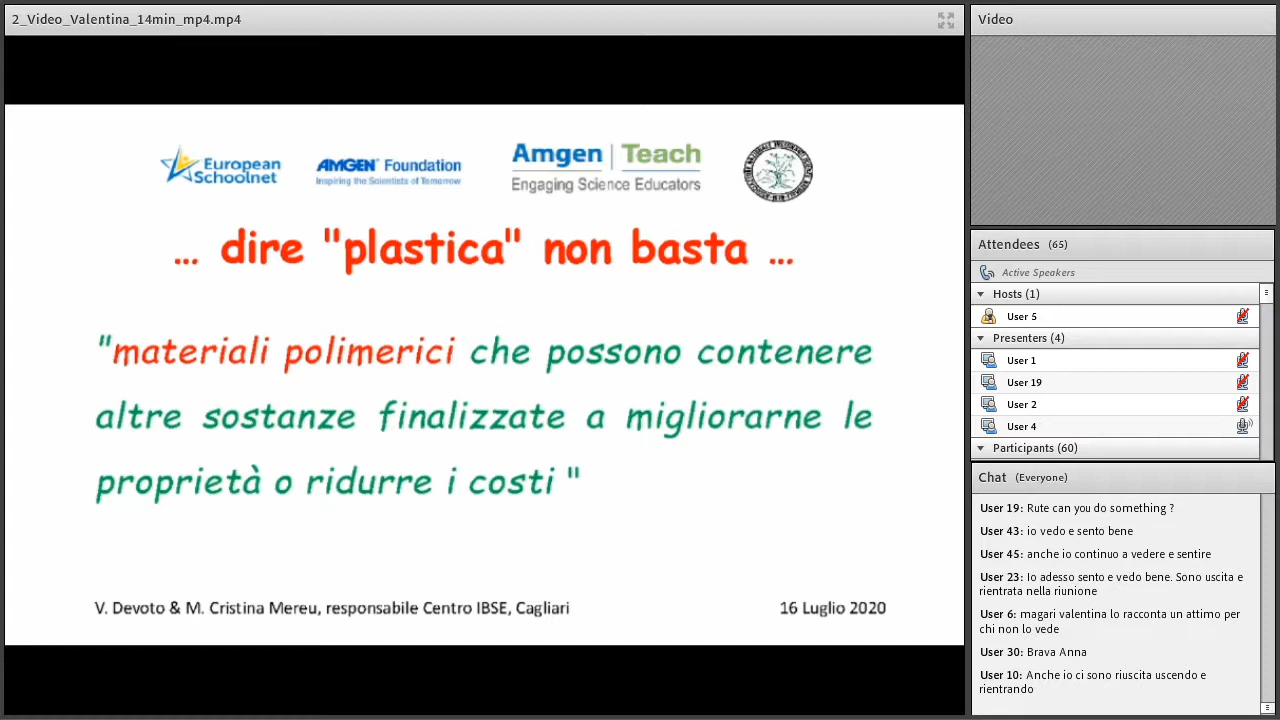 2_Video_Valentina_14min_mp4.mp4
European
Schoolnet
AMGEN Foundation
Inspiring the Scientists of Tomorrow
Amgen Teach
Engaging Science Educators
... dire "plastica" non basta ...
"materiali polimerici che possono contenere
altre sostanze finalizzate a migliorarne le
proprietà o ridurre i costi "
V. Devoto & M. Cristina Mereu, responsabile Centro IBSE, Cagliari
16 Luglio 2020
Video
Attendees (65)
Active Speakers
Hosts (1)
User 5
Presenters (4)
User 1
User 19
User 2
User 4
Participants (60)
Chat (Everyone)
User 19: Rute can you do something ?
User 43: io vedo e sento bene
User 45: anche io continuo a vedere e sentire
User 23: Io adesso sento e vedo bene. Sono uscita e
rientrata nella riunione
User 6: magari valentina lo racconta un attimo per
chi non lo vede
User 30: Brava Anna
User 10: Anche io ci sono riuscita uscendo e
rientrando